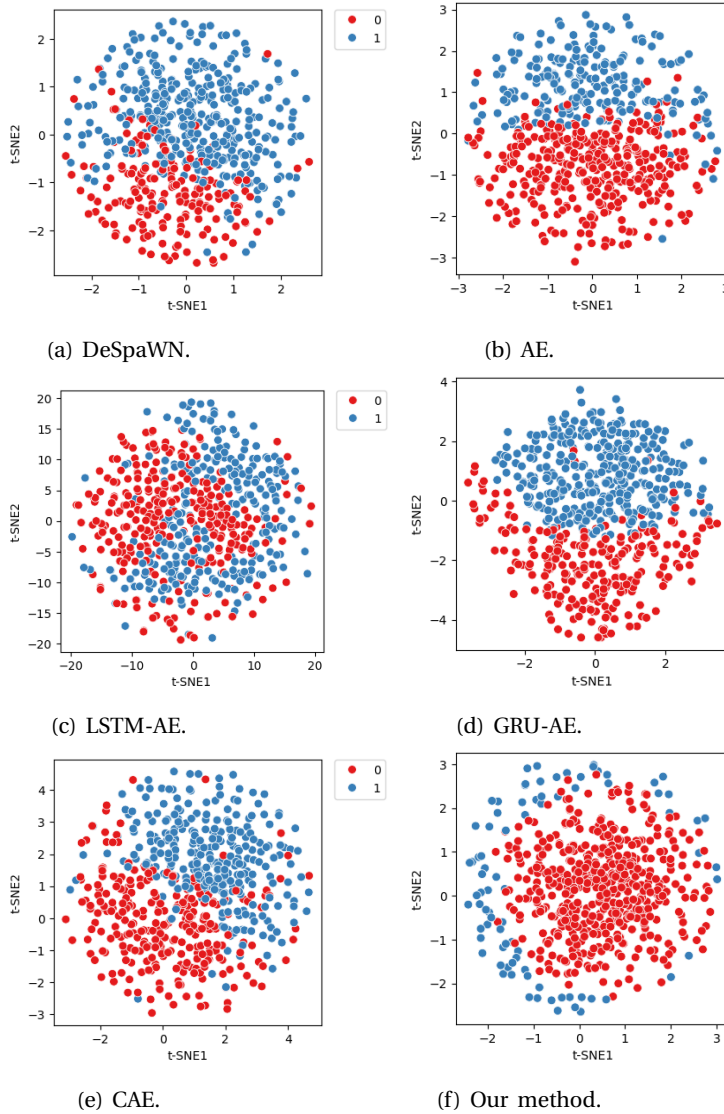 2
1
0
−1
−2
t-SNE2
−2 −1 0 1 2
t-SNE1
0
1
(a) DeSpaWN.
3
2
1
0
−1
−2
−3
t-SNE2
−3 −2 −1 0 1 2 3
t-SNE1
(b) AE.
20
15
10
5
0
−5
−10
−15
−20
t-SNE2
−20 −10 0 10 20
t-SNE1
0
1
(c) LSTM-AE.
4
2
0
−2
−4
t-SNE2
−2 0 2
t-SNE1
(d) GRU-AE.
4
3
2
1
0
−1
−2
−3
t-SNE2
−2 0 2 4
t-SNE1
0
1
(e) CAE.
3
2
1
0
−1
−2
t-SNE2
−2 −1 0 1 2 3
t-SNE1
(f) Our method.